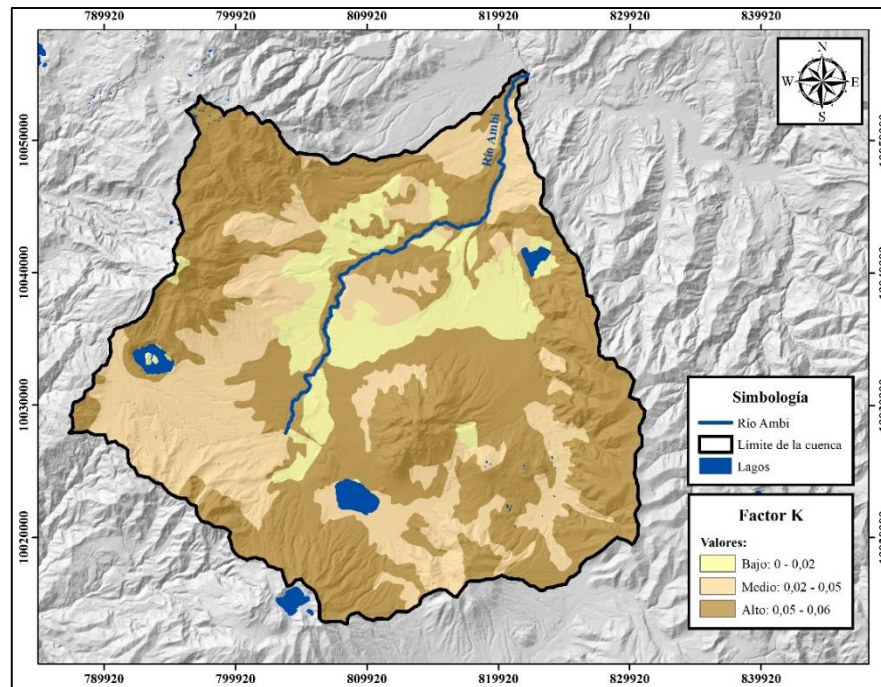 789920 799920 809920 819920 829920 839920
N
W E
S
Río Ambi
10050000
10040000
10030000
10020000
Simbología
Río Ambi
Límite de la cuenca
Lagos
Factor K
Valores:
Bajo: 0 - 0,02
Medio: 0,02 - 0,05
Alto: 0,05 - 0,06
789920 799920 809920 819920 829920 839920